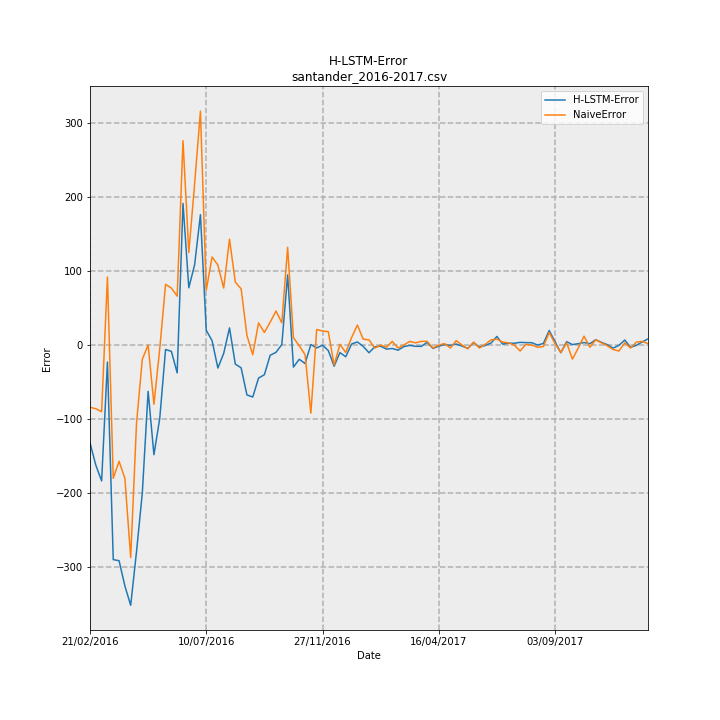 H-LSTM-Error
santander_2016-2017.csv
H-LSTM-Error
NaiveError
300
200
100
0
−100
−200
−300
Error
21/02/2016
10/07/2016
27/11/2016
16/04/2017
03/09/2017
Date